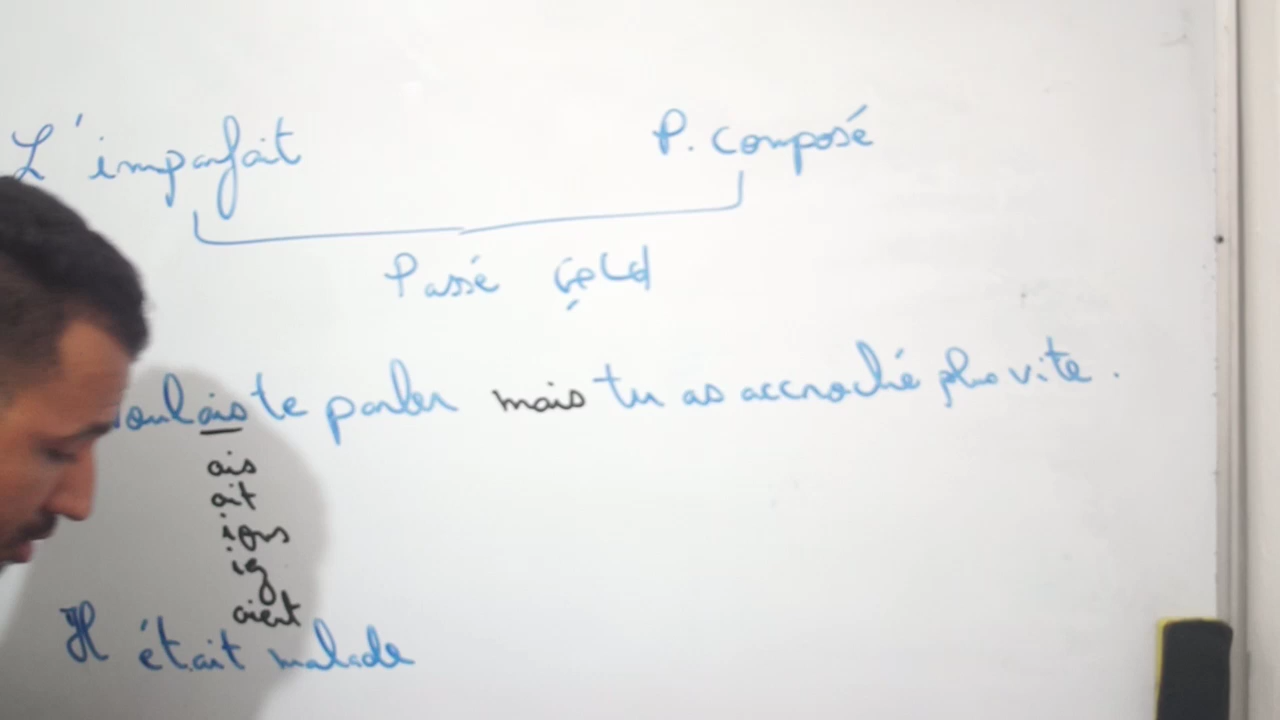 L'imparfait P. composé
Passé
oulais te parler mais tu as accroché plus vite.
ais
ait
ions
iez
aient
Il était malade